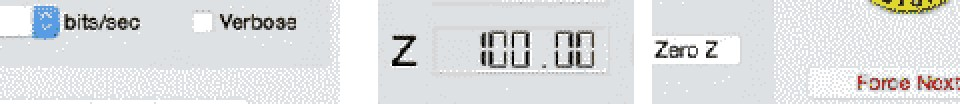 bits/sec Verbose
Z 100.00 Zero Z
Force Next